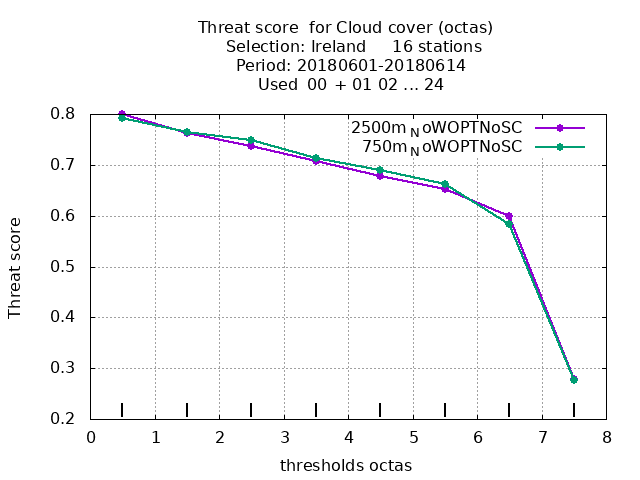 Threat score  for Cloud cover (octas)
Selection: Ireland     16 stations
Period: 20180601-20180614
Used  00  + 01 02 ... 24
2500m_NoWOPTNoSC
750m_NoWOPTNoSC
0.8
0.7
0.6
0.5
0.4
0.3
0.2
Threat score
0 1 2 3 4 5 6 7 8
thresholds octas